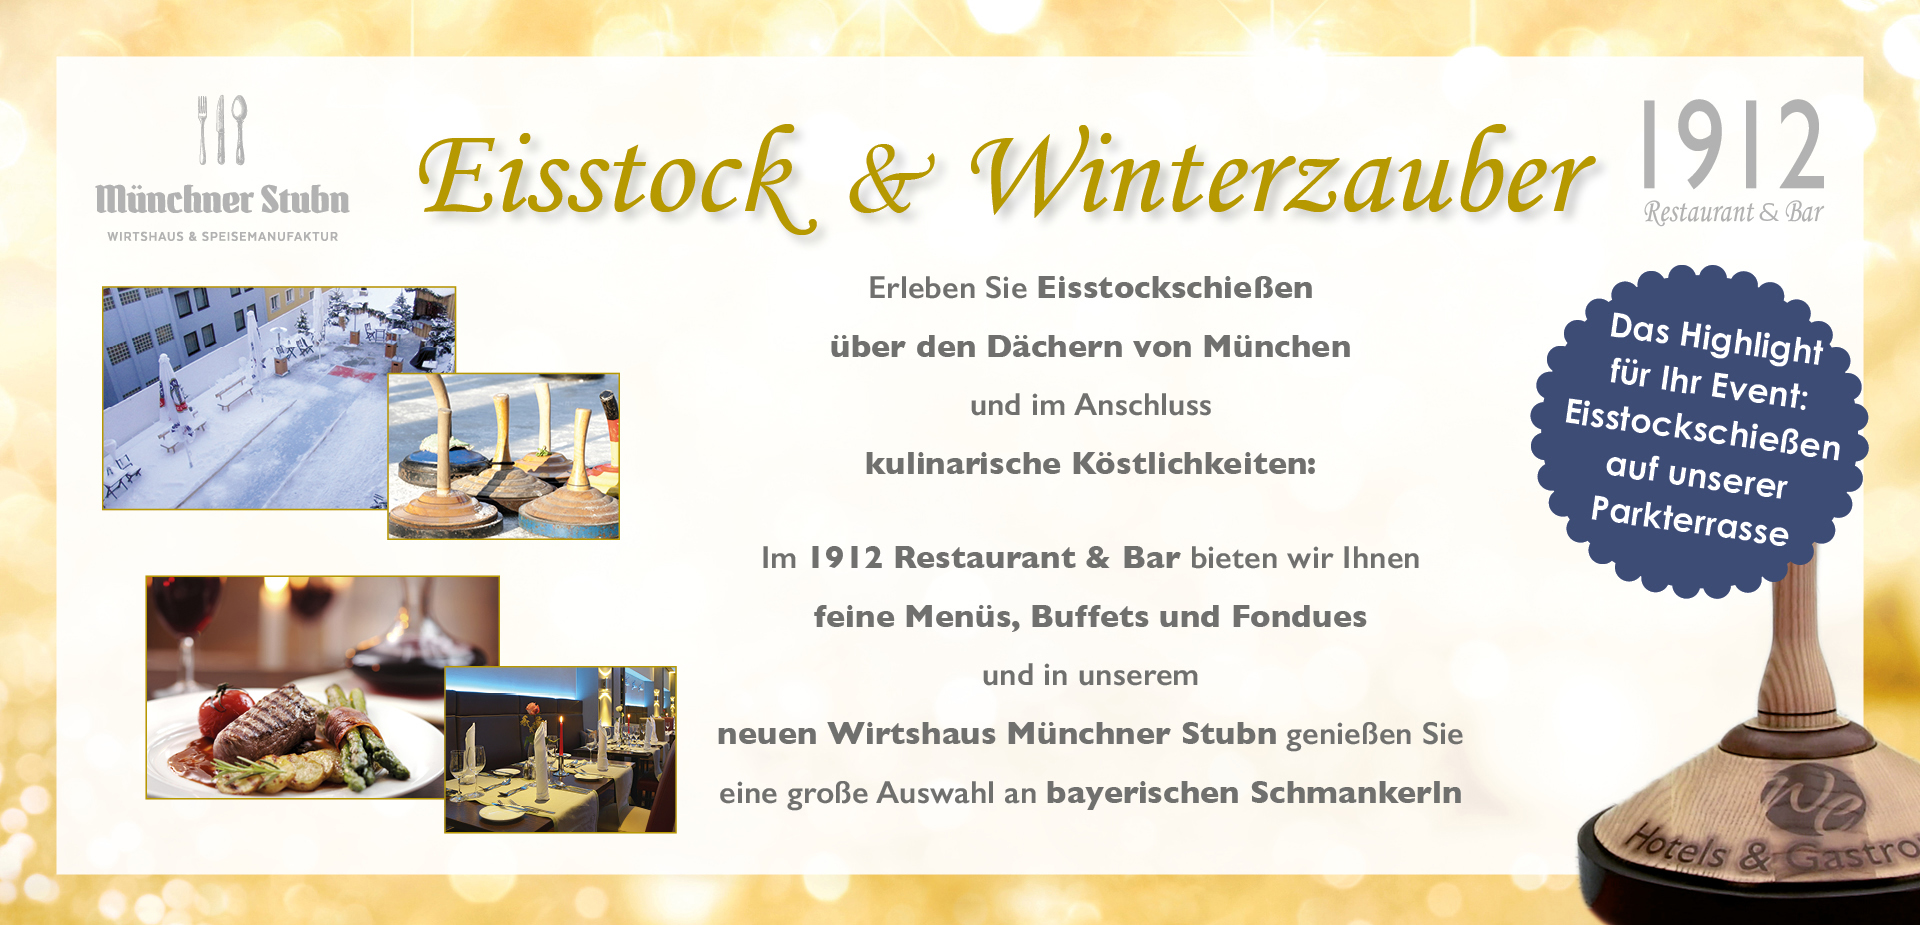 Münchner Stubn
WIRTSHAUS & SPEISEMANUFAKTUR
Eisstock & Winterzauber
1912
Restaurant & Bar
Erleben Sie Eisstockschießen
über den Dächern von München
und im Anschluss
kulinarische Köstlichkeiten:
Im 1912 Restaurant & Bar bieten wir Ihnen
feine Menüs, Buffets und Fondues
und in unserem
neuen Wirtshaus Münchner Stubn genießen Sie
eine große Auswahl an bayerischen Schmankerln
Das Highlight
für Ihr Event:
Eisstockschießen
auf unserer
Parkterrasse
Hotels & Gastro